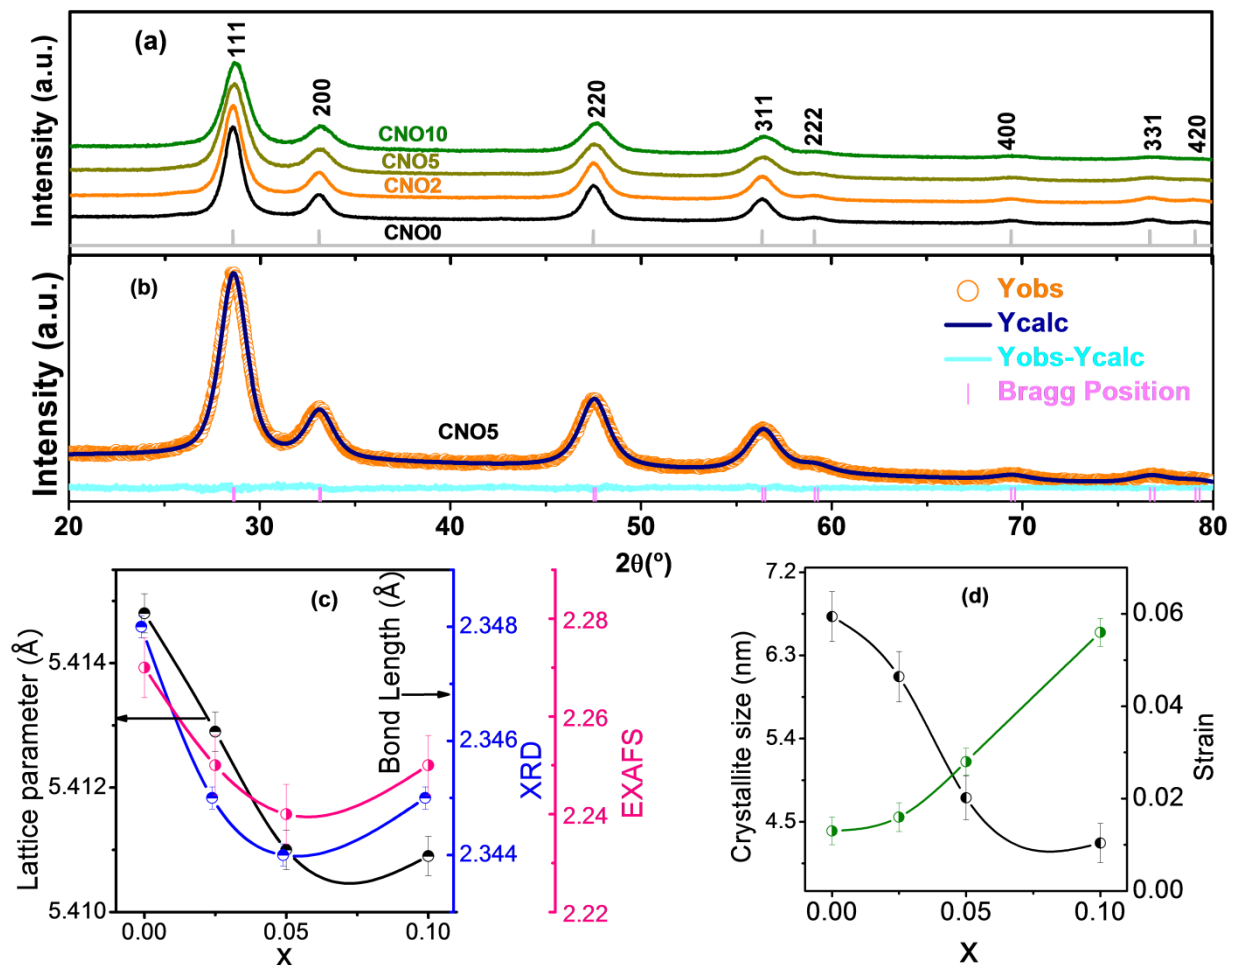 (a)
Intensity (a.u.)
111
200
220
311
222
400
331
420
CNO10
CNO5
CNO2
CNO0
(b)
Intensity (a.u.)
Yobs
Ycalc
Yobs-Ycalc
Bragg Position
CNO5
20 30 40 50 60 70 80
2θ(º)
(c)
Lattice parameter (Å)
5.414
5.412
5.410
0.00 0.05 0.10
X
Bond Length (Å)
2.348
2.346
2.344
XRD
2.28
2.26
2.24
2.22
EXAFS
(d)
Crystallite size (nm)
7.2
6.3
5.4
4.5
0.00 0.05 0.10
X
0.06
0.04
0.02
0.00
Strain